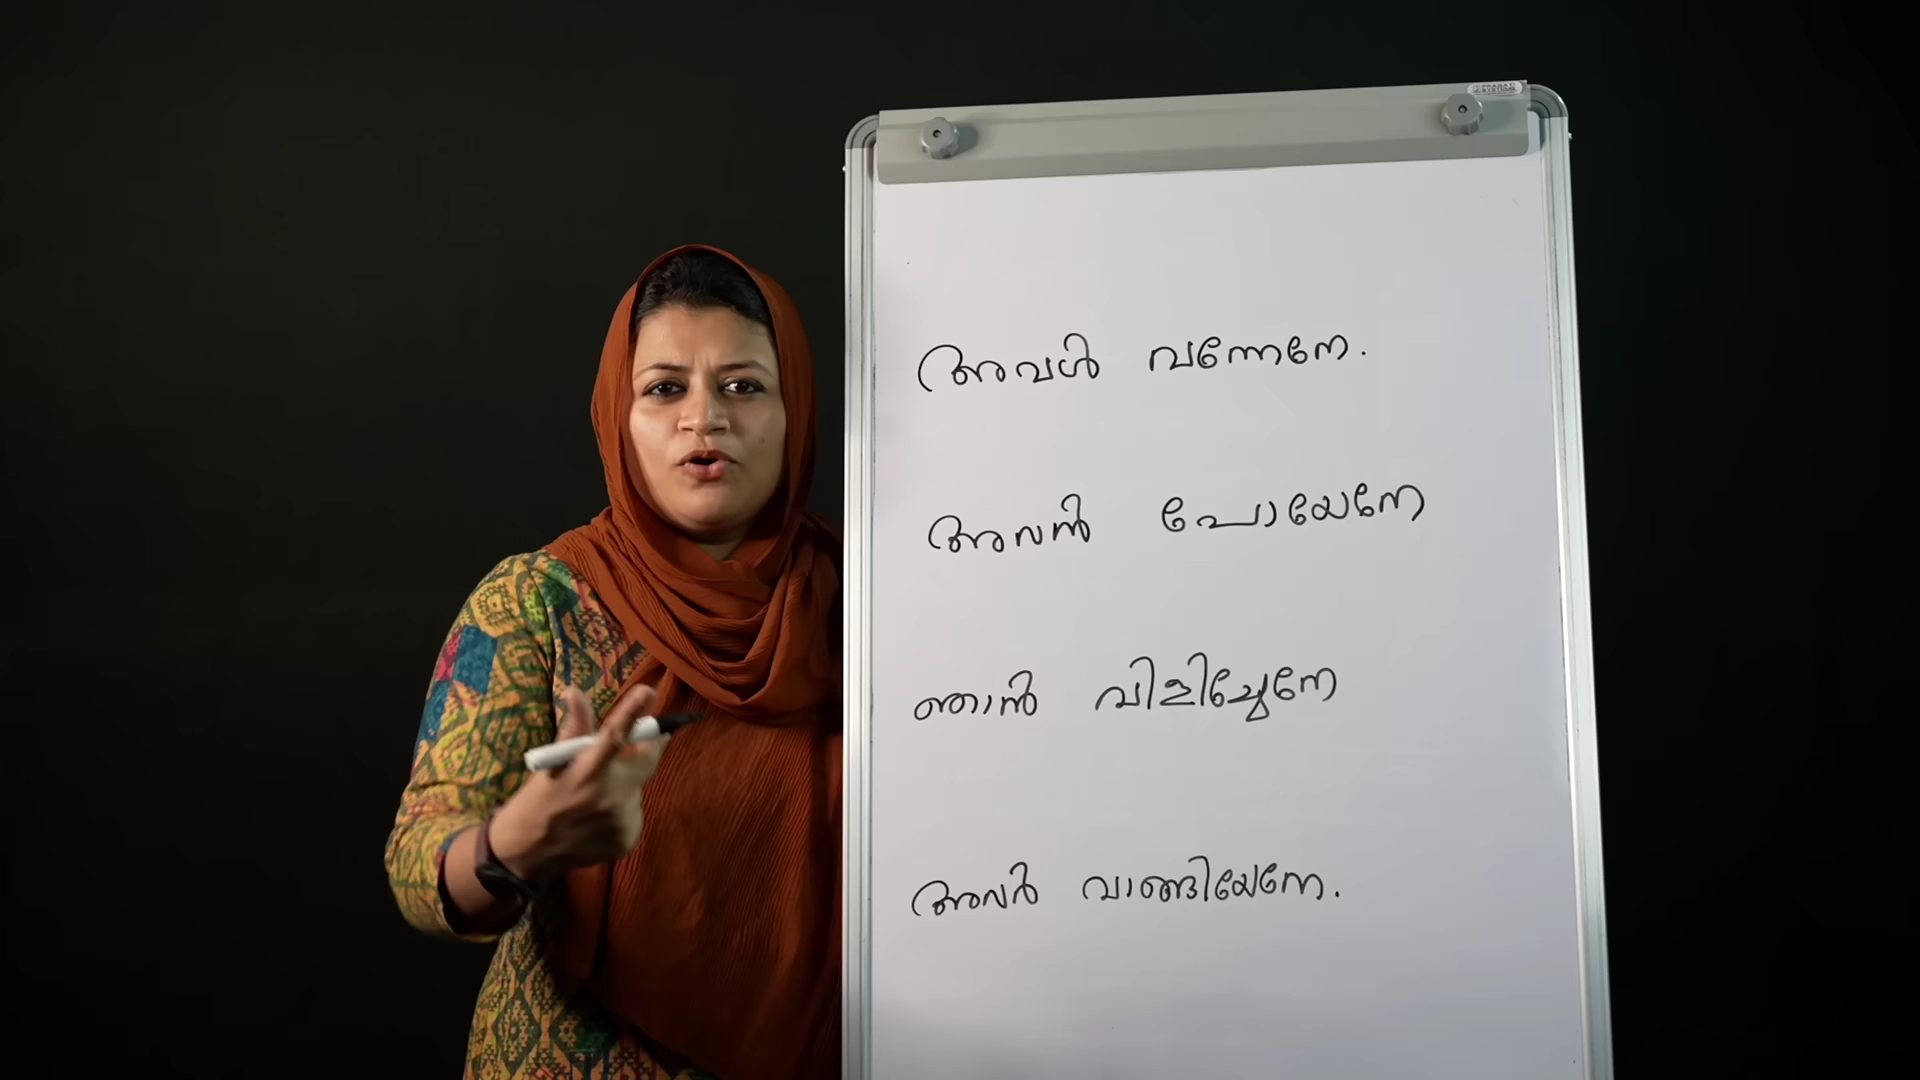 അവൾ വന്നേനേ.
അവൻ പോയേനേ
ഞാൻ വിളിച്ചേനേ
അവർ വാങ്ങിയേനേ.